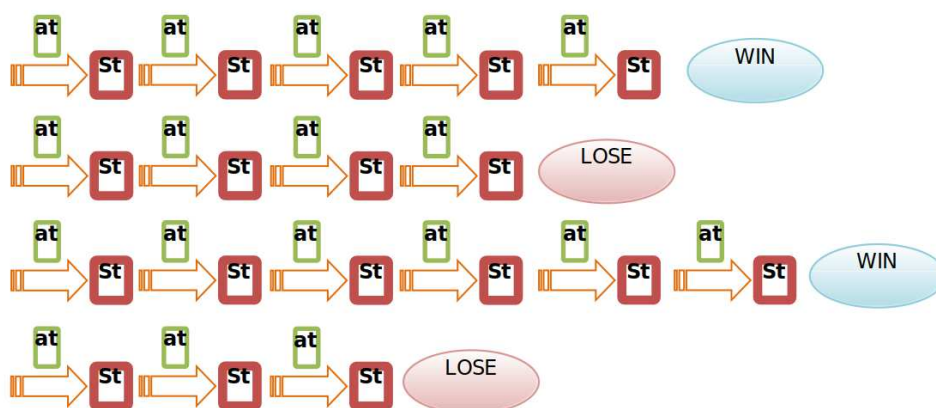 at at at at at
St St St St St WIN
at at at at
St St St St LOSE
at at at at at at
St St St St St St WIN
at at at
St St St LOSE